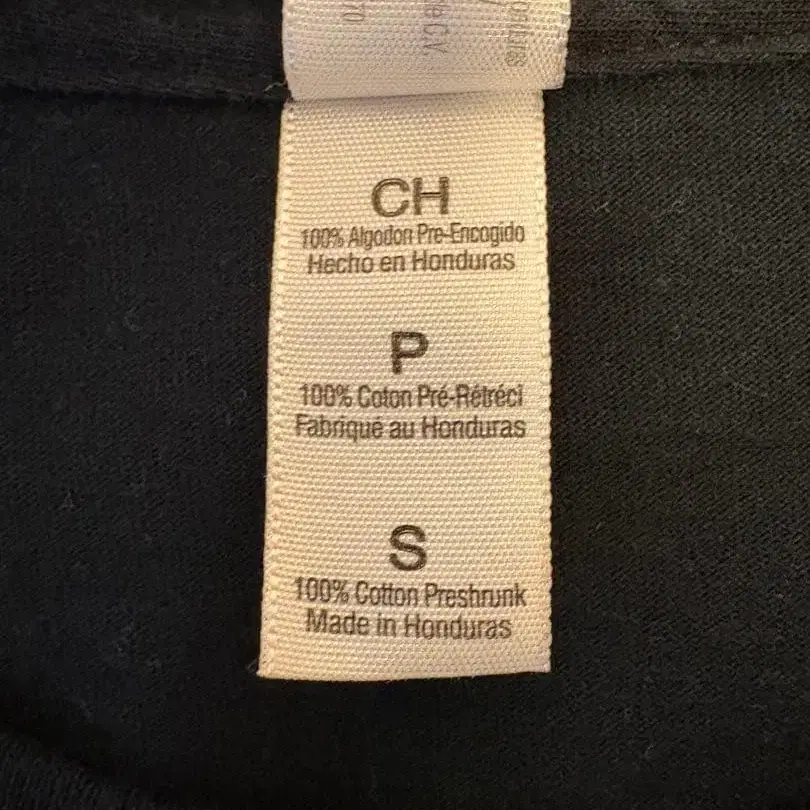 70
CH
100% Algodon Pre-Encogido
Hecho en Honduras
P
100% Coton Pré-Rétréci
Fabriqué au Honduras
S
100% Cotton Preshrunk
Made in Honduras